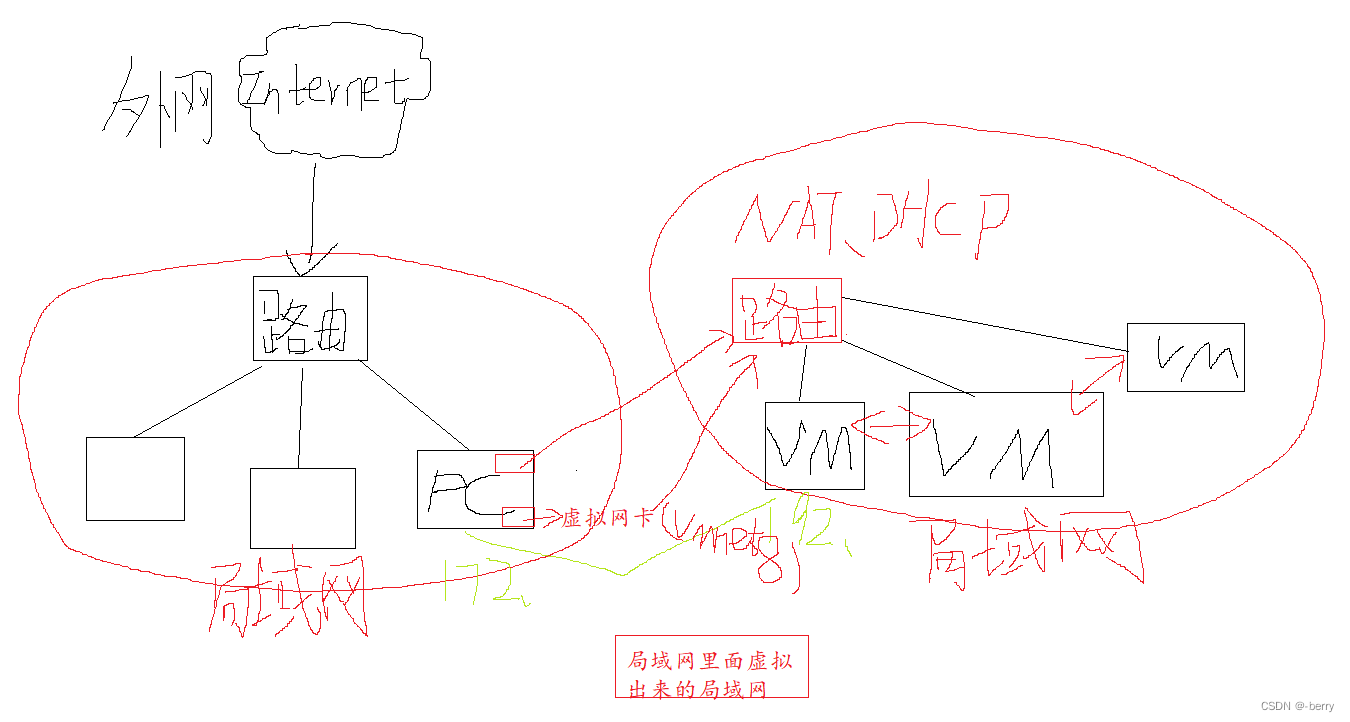 外网
Internet
NAT、DHCP
路由
路由
VM
VM
VM
PC
虚拟网卡(vmnet8)
192.
172.
局域网
局域网
局域网里面虚拟
出来的局域网
CSDN @-berry